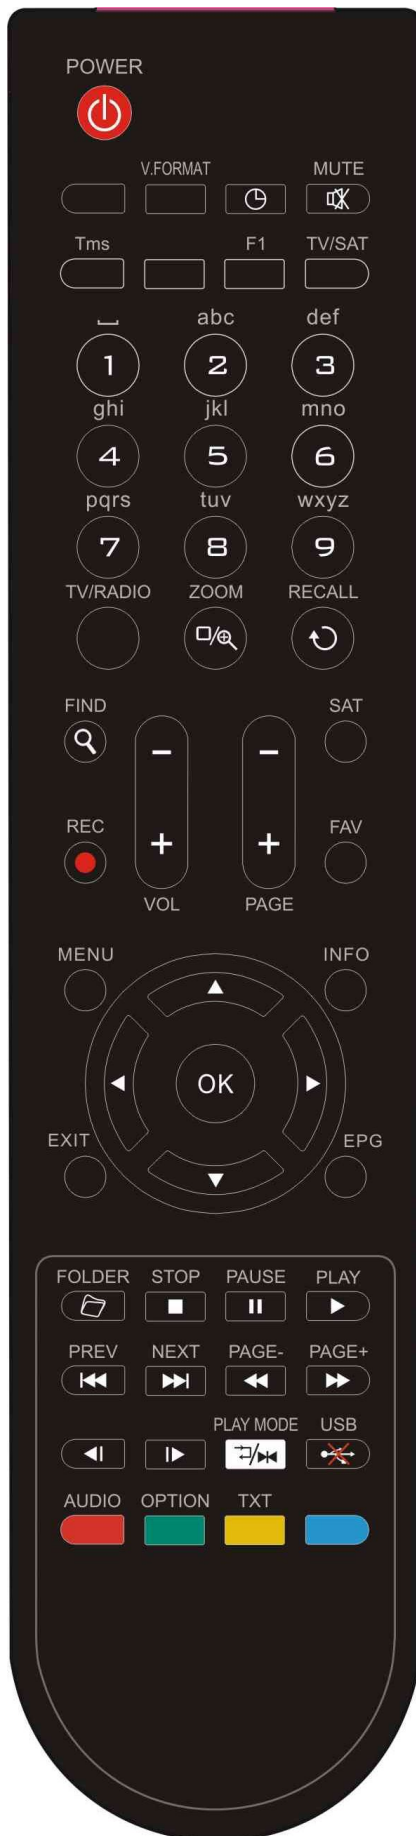 POWER
V.FORMAT MUTE
Tms F1 TV/SAT
abc def
1 2 3
ghi jkl mno
4 5 6
pqrs tuv wxyz
7 8 9
TV/RADIO ZOOM RECALL
FIND SAT
- -
REC FAV
+ +
VOL PAGE
MENU INFO
OK
EXIT EPG
FOLDER STOP PAUSE PLAY
PREV NEXT PAGE- PAGE+
PLAY MODE USB
AUDIO OPTION TXT